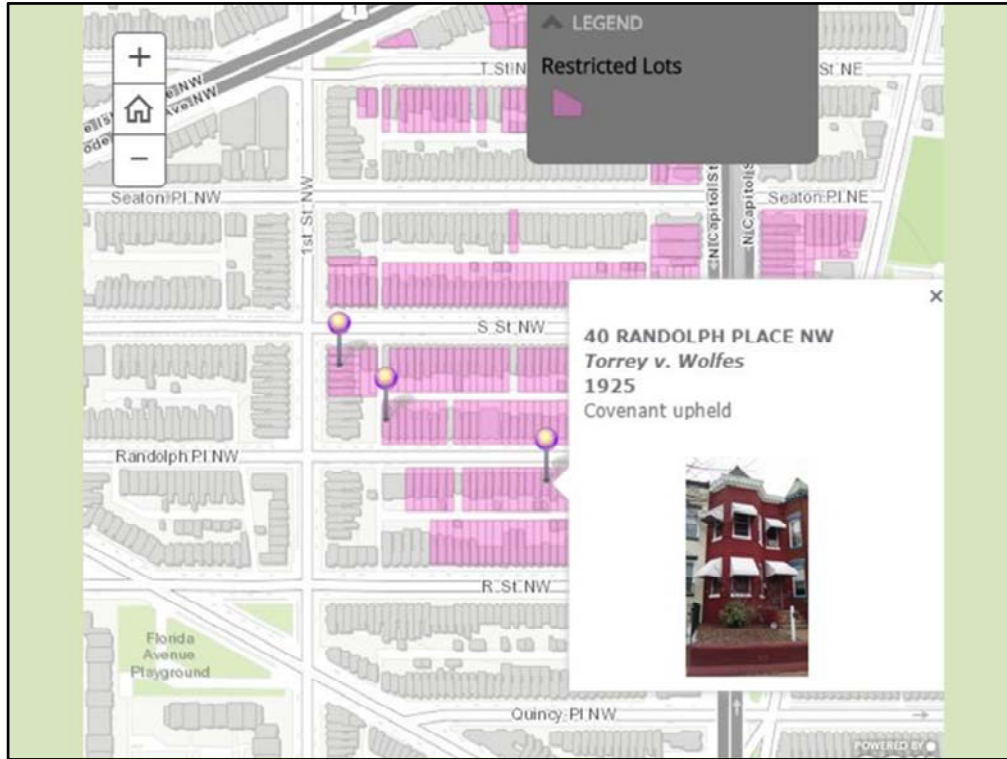 1
LEGEND
Restricted Lots
T St N
St NE
Ave NW
Seaton Pl NW
1st St NW
N Capitol St
N Capitol S
Seaton Pl NE
S St NW
40 RANDOLPH PLACE NW
Torrey v. Wolfes
1925
Covenant upheld
Randolph Pl NW
R St NW
Florida
Avenue
Playground
Quincy Pl NW
POWERED BY